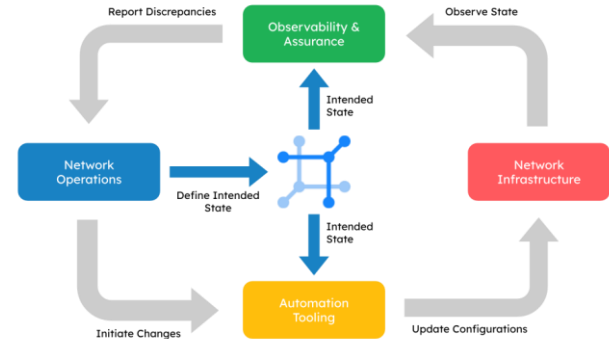 Report Discrepancies
Observability &
Assurance
Observe State
Intended
State
Network
Operations
Define Intended
State
Network
Infrastructure
Intended
State
Automation
Tooling
Initiate Changes
Update Configurations